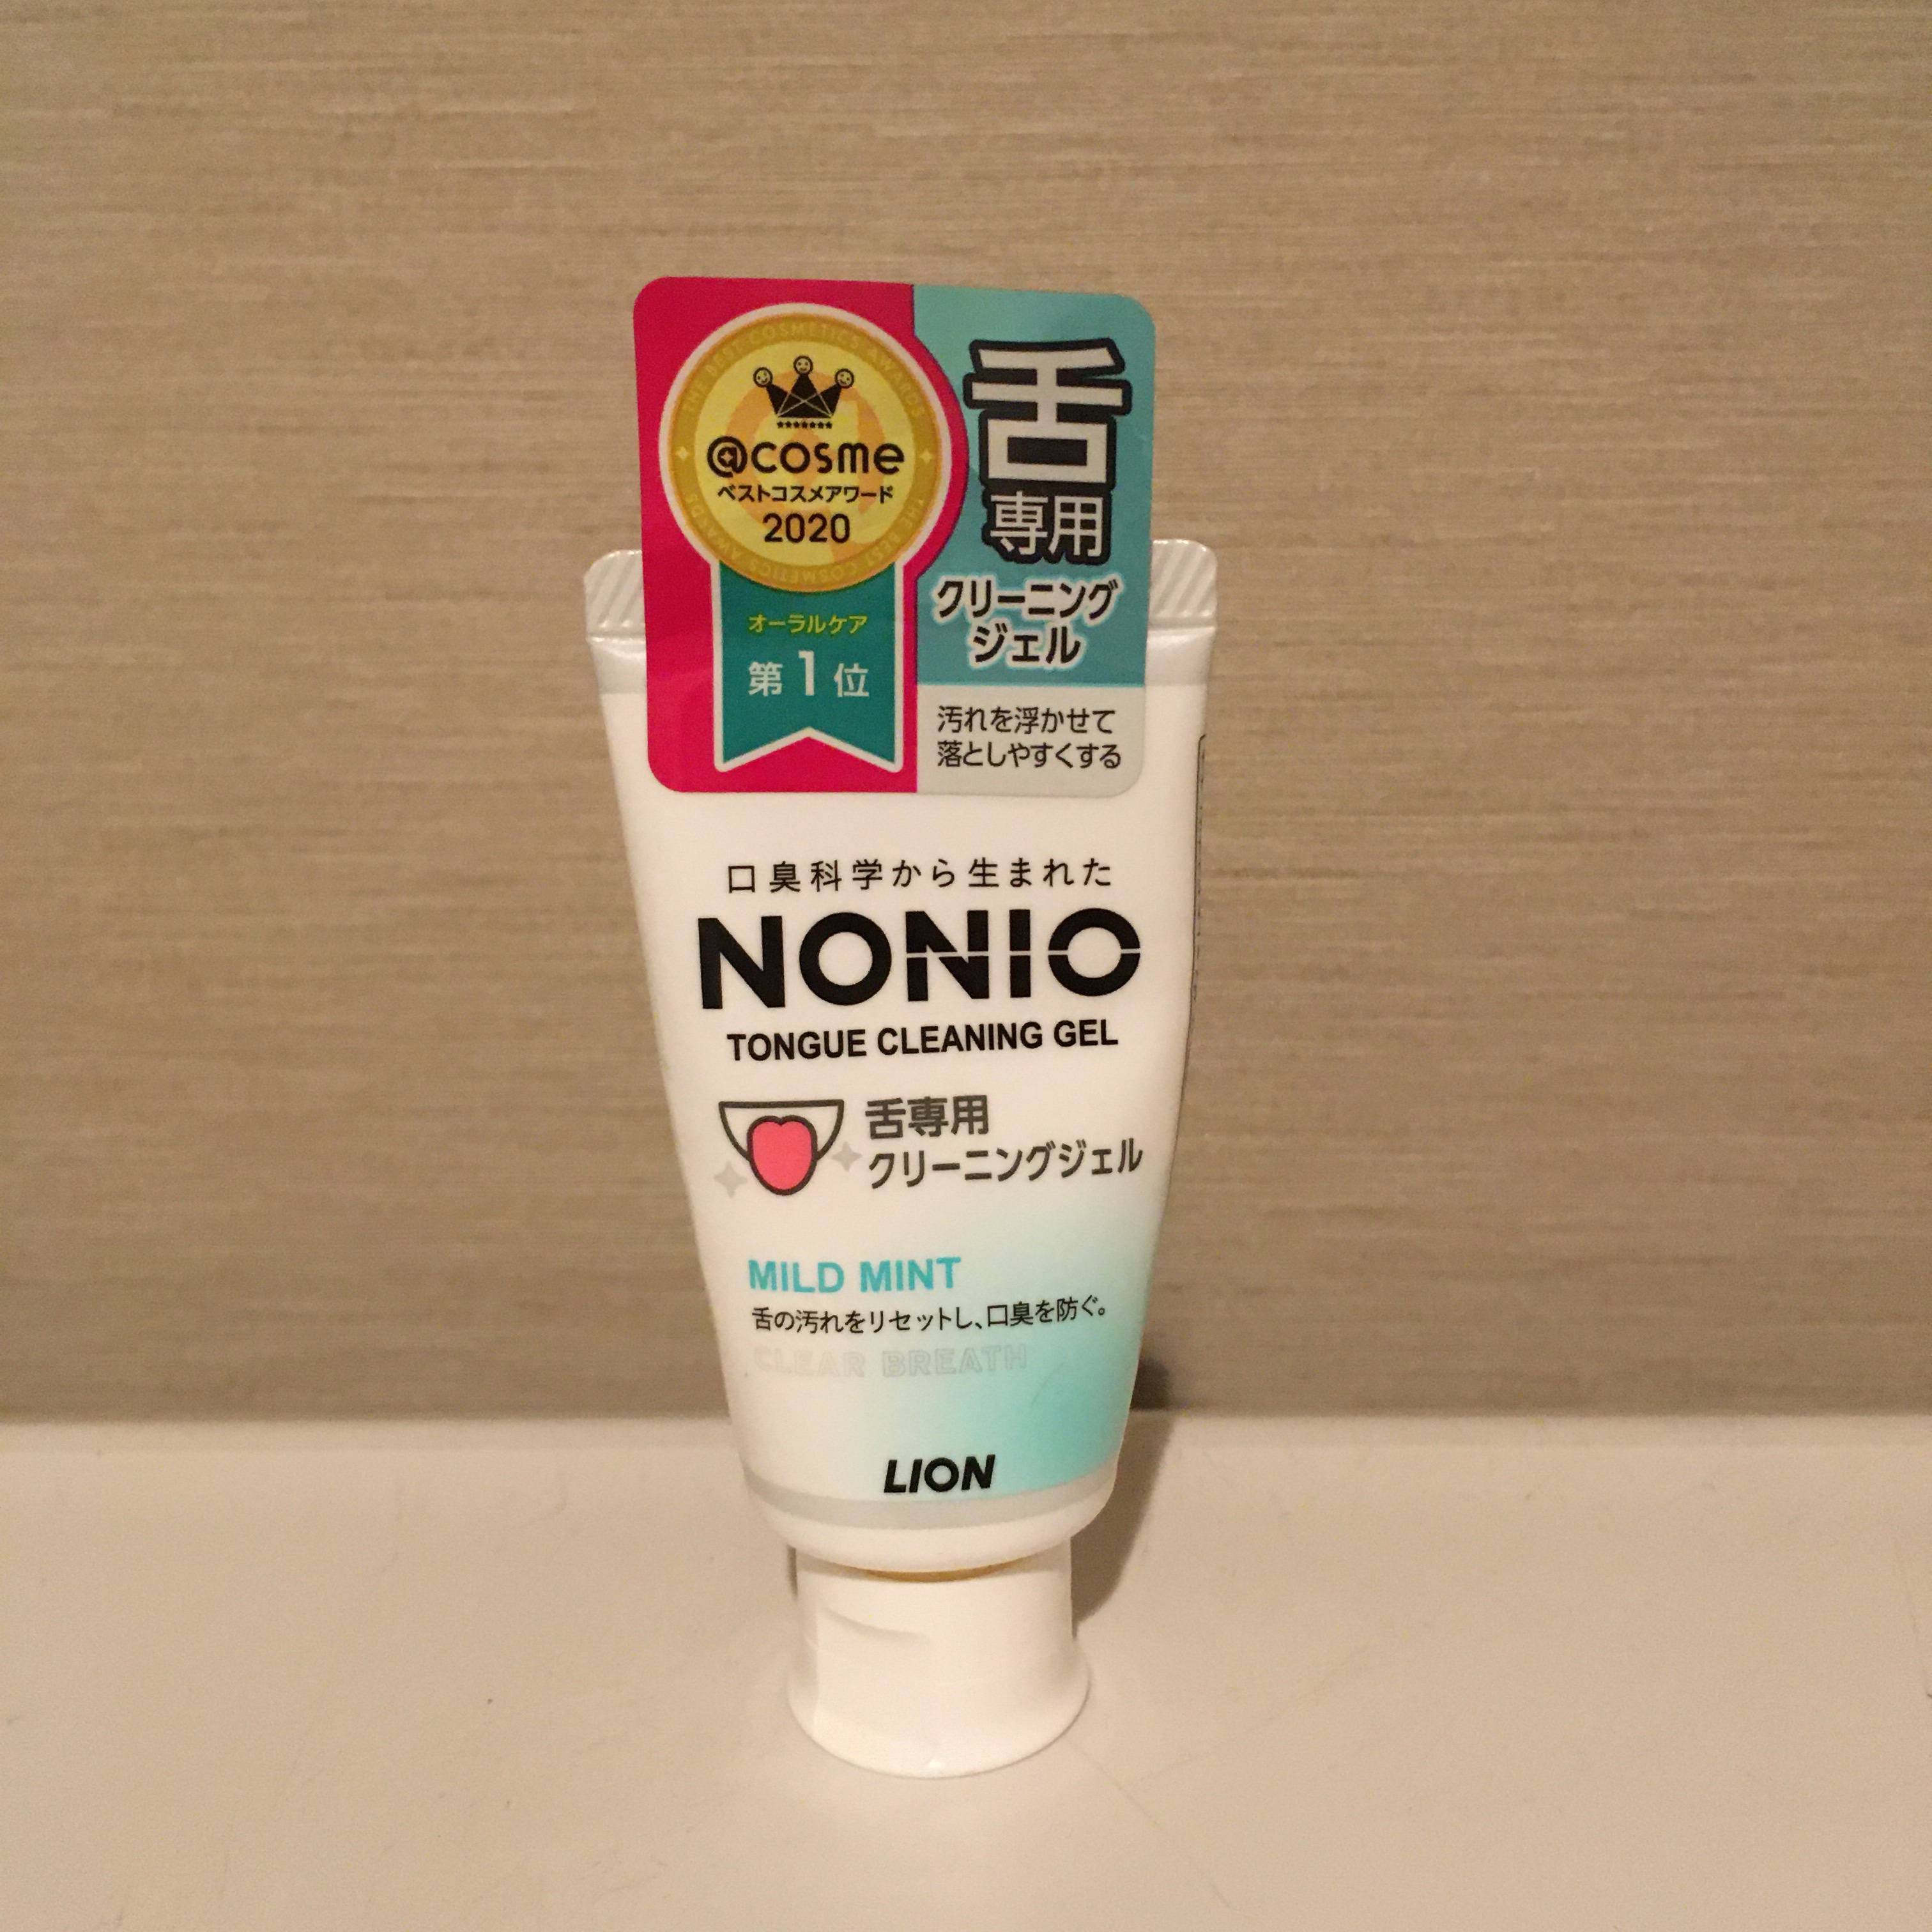 THE BEST COSMETICS AWARDS
@cosme
ベストコスメアワード
2020
THE BEST COSMETICS AWARDS
オーラルケア
第1位
舌
専用
クリーニング
ジェル
汚れを浮かせて
落としやすくする
口臭科学から生まれた
NONIO
TONGUE CLEANING GEL
舌専用
クリーニングジェル
MILD MINT
舌の汚れをリセットし、口臭を防ぐ。
CLEAR BREATH
LION